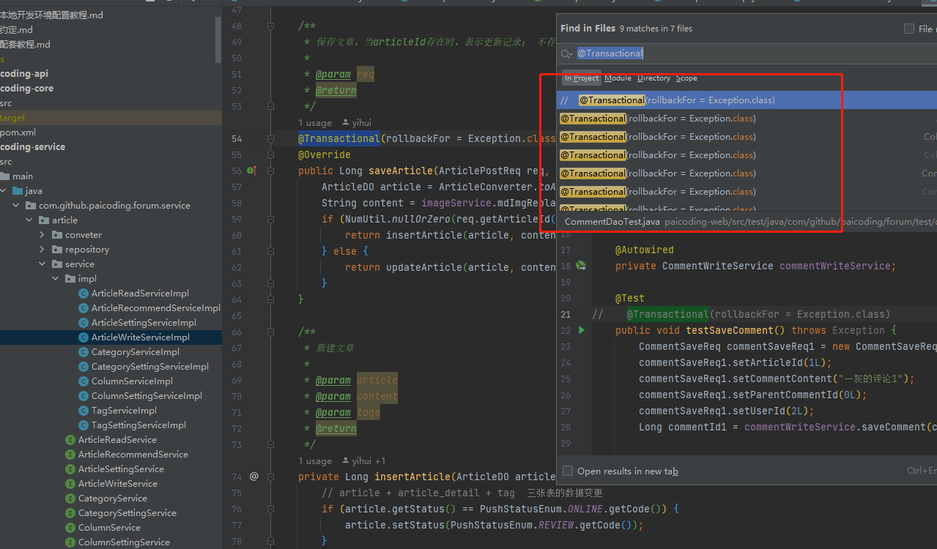 本地开发环境配置教程.md
约定.md
配套教程.md
s
coding-api
coding-core
src
target
pom.xml
coding-service
src
main
java
com.github.paicoding.forum.service
article
conveter
repository
service
impl
ArticleReadServiceImpl
ArticleRecommendServiceImpl
ArticleSettingServiceImpl
ArticleWriteServiceImpl
CategoryServiceImpl
CategorySettingServiceImpl
ColumnServiceImpl
ColumnSettingServiceImpl
TagServiceImpl
TagSettingServiceImpl
ArticleReadService
ArticleRecommendService
ArticleSettingService
ArticleWriteService
CategoryService
CategorySettingService
ColumnService
ColumnSettingService
47
48 /**
49 * 保存文章，当articleId存在时，表示更新记录；不存
50 *
51 * @param req
52 * @return
53 */
1 usage yihui
54 @Transactional(rollbackFor = Exception.class
55 @Override
56 public Long saveArticle(ArticlePostReq req,
57 ArticleDO article = ArticleConverter.toA
58 String content = imageService.mdImgRepla
59 if (NumUtil.nullOrZero(req.getArticleId(
60 return insertArticle(article, conten
61 } else {
62 return updateArticle(article, conten
63 }
64 }
65
66 /**
67 * 新建文章
68 *
69 * @param article
70 * @param content
71 * @param tags
72 * @return
73 */
1 usage yihui +1
74 @ private Long insertArticle(ArticleDO article
75 // article + article_detail + tag 三张表的数据变更
76 if (article.getStatus() == PushStatusEnum.ONLINE.getCode()) {
77 article.setStatus(PushStatusEnum.REVIEW.getCode());
78 }
Find in Files 9 matches in 7 files
File
@Transactional
In Project Module Directory Scope
// @Transactional(rollbackFor = Exception.class)
@Transactional(rollbackFor = Exception.class)
@Transactional(rollbackFor = Exception.class) Col
@Transactional(rollbackFor = Exception.class) Co
@Transactional(rollbackFor = Exception.class) Com
@Transactional(rollbackFor = Exception.class) Co
@Transactional(rollbackFor = Exception.class)
CommentDaoTest.java paicoding-web/src/test/java/com/github/paicoding/forum/test/
16
17 @Autowired
18 private CommentWriteService commentWriteService;
19
20 @Test
21 // @Transactional(rollbackFor = Exception.class)
22 public void testSaveComment() throws Exception {
23 CommentSaveReq commentSaveReq1 = new CommentSaveReq
24 commentSaveReq1.setArticleId(1L);
25 commentSaveReq1.setCommentContent("一灰的评论1");
26 commentSaveReq1.setParentCommentId(0L);
27 commentSaveReq1.setUserId(2L);
28 Long commentId1 = commentWriteService.saveComment(c
29
Open results in new tab Ctrl+En